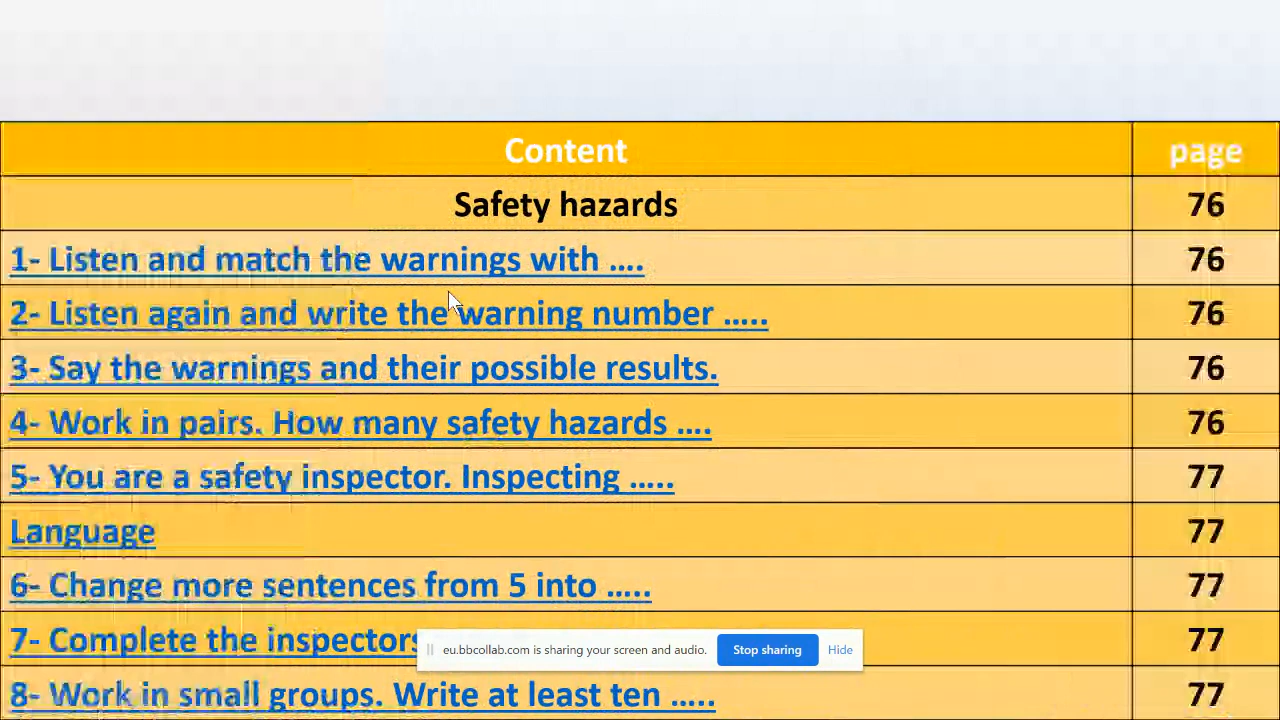 Content page
Safety hazards 76
1- Listen and match the warnings with .... 76
2- Listen again and write the warning number ..... 76
3- Say the warnings and their possible results. 76
4- Work in pairs. How many safety hazards .... 76
5- You are a safety inspector. Inspecting ..... 77
Language 77
6- Change more sentences from 5 into ..... 77
7- Complete the inspectors 77
eu.bbcollab.com is sharing your screen and audio. Stop sharing Hide
8- Work in small groups. Write at least ten ..... 77